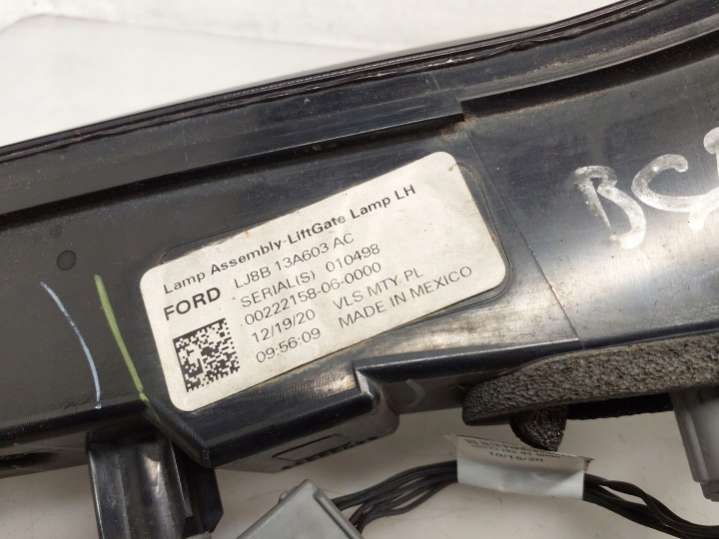 Lamp Assembly-LiftGate Lamp LH
FORD LJ8B 13A603 AC
SERIAL(S) 010498
00222158-06-0000
12/19/20 VLS MTY PL
09:56:09 MADE IN MEXICO